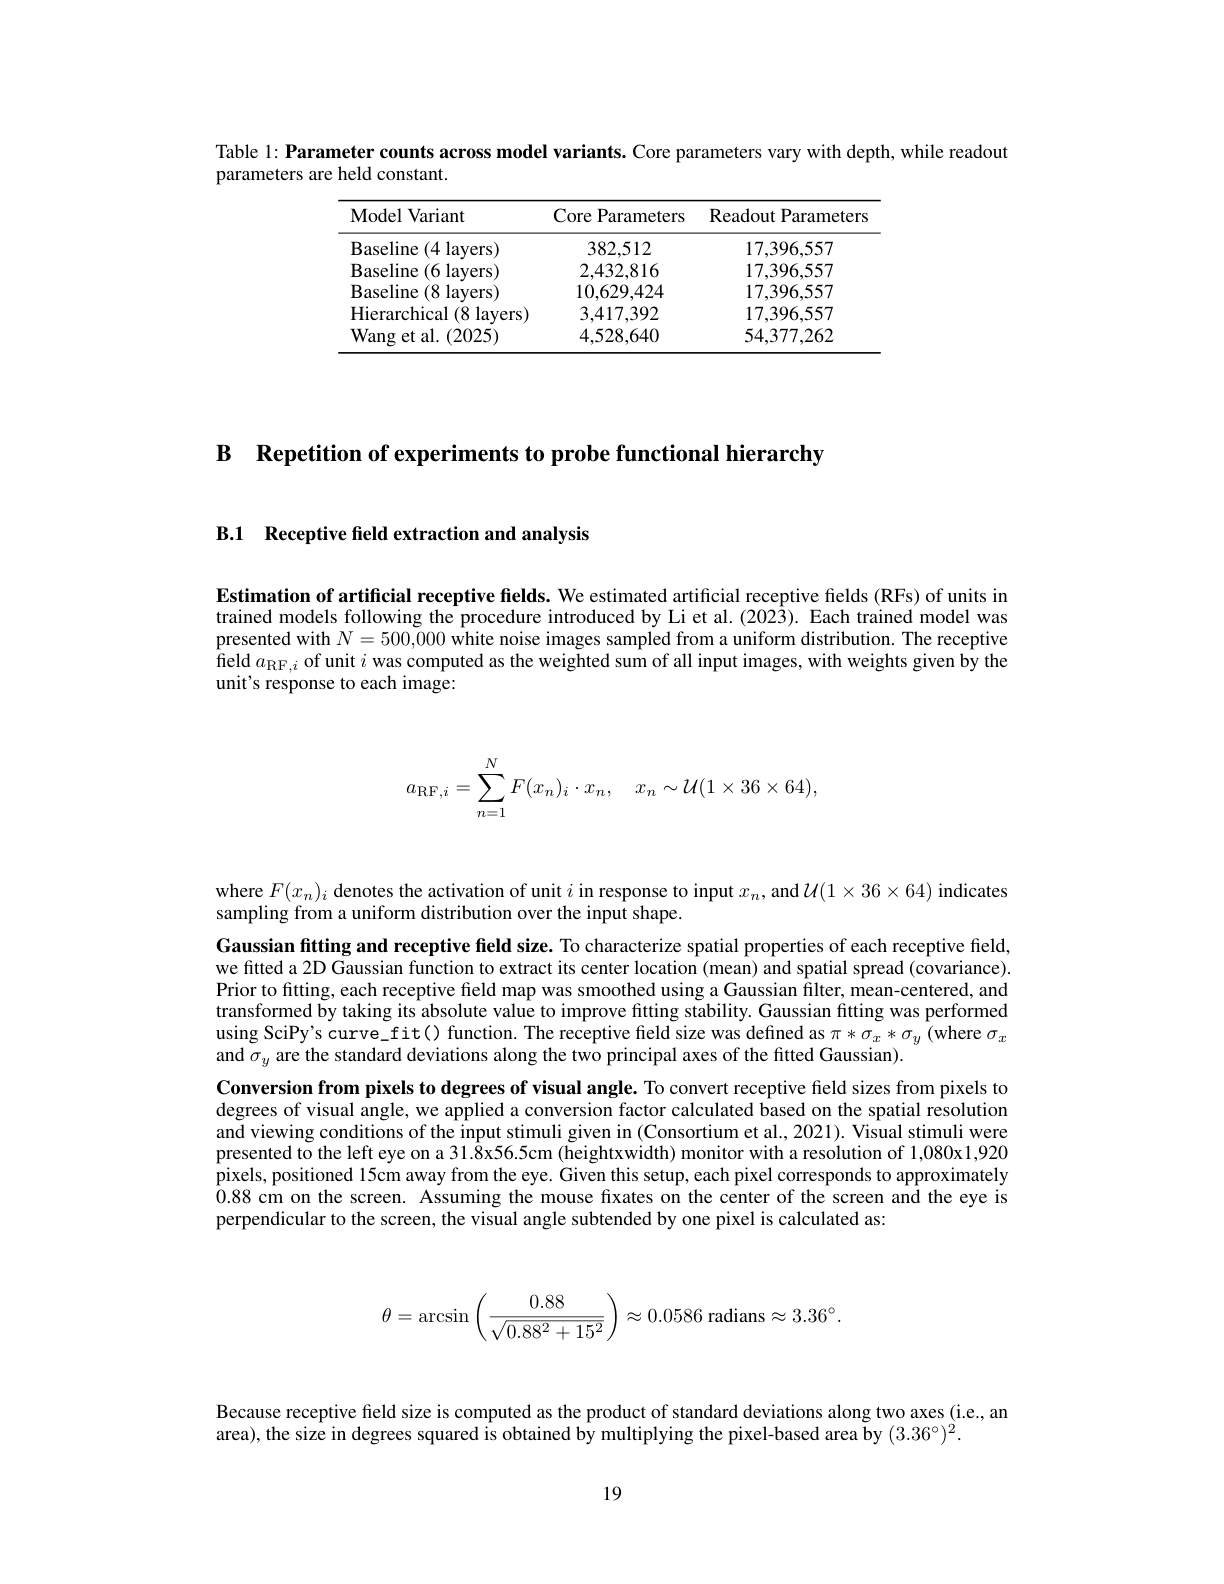 Table 1: Parameter counts across model variants. Core parameters vary with depth, while readout
parameters are held constant.
Model Variant Core Parameters Readout Parameters
Baseline (4 layers) 382,512 17,396,557
Baseline (6 layers) 2,432,816 17,396,557
Baseline (8 layers) 10,629,424 17,396,557
Hierarchical (8 layers) 3,417,392 17,396,557
Wang et al. (2025) 4,528,640 54,377,262
B Repetition of experiments to probe functional hierarchy
B.1 Receptive field extraction and analysis
Estimation of artificial receptive fields. We estimated artificial receptive fields (RFs) of units in
trained models following the procedure introduced by Li et al. (2023). Each trained model was
presented with N = 500,000 white noise images sampled from a uniform distribution. The receptive
field a_{RF,i} of unit i was computed as the weighted sum of all input images, with weights given by the
unit's response to each image:
a_{RF,i} = \sum_{n=1}^{N} F(x_n)_i · x_n, x_n ∼ 𝒰(1 × 36 × 64),
where F(x_n)_i denotes the activation of unit i in response to input x_n, and 𝒰(1 × 36 × 64) indicates
sampling from a uniform distribution over the input shape.
Gaussian fitting and receptive field size. To characterize spatial properties of each receptive field,
we fitted a 2D Gaussian function to extract its center location (mean) and spatial spread (covariance).
Prior to fitting, each receptive field map was smoothed using a Gaussian filter, mean-centered, and
transformed by taking its absolute value to improve fitting stability. Gaussian fitting was performed
using SciPy's curve_fit() function. The receptive field size was defined as π ∗ σ_x ∗ σ_y (where σ_x
and σ_y are the standard deviations along the two principal axes of the fitted Gaussian).
Conversion from pixels to degrees of visual angle. To convert receptive field sizes from pixels to
degrees of visual angle, we applied a conversion factor calculated based on the spatial resolution
and viewing conditions of the input stimuli given in (Consortium et al., 2021). Visual stimuli were
presented to the left eye on a 31.8x56.5cm (heightxwidth) monitor with a resolution of 1,080x1,920
pixels, positioned 15cm away from the eye. Given this setup, each pixel corresponds to approximately
0.88 cm on the screen. Assuming the mouse fixates on the center of the screen and the eye is
perpendicular to the screen, the visual angle subtended by one pixel is calculated as:
θ = arcsin \left( \frac{0.88}{\sqrt{0.88^2 + 15^2}} \right) ≈ 0.0586 radians ≈ 3.36°.
Because receptive field size is computed as the product of standard deviations along two axes (i.e., an
area), the size in degrees squared is obtained by multiplying the pixel-based area by (3.36°)^2.
19